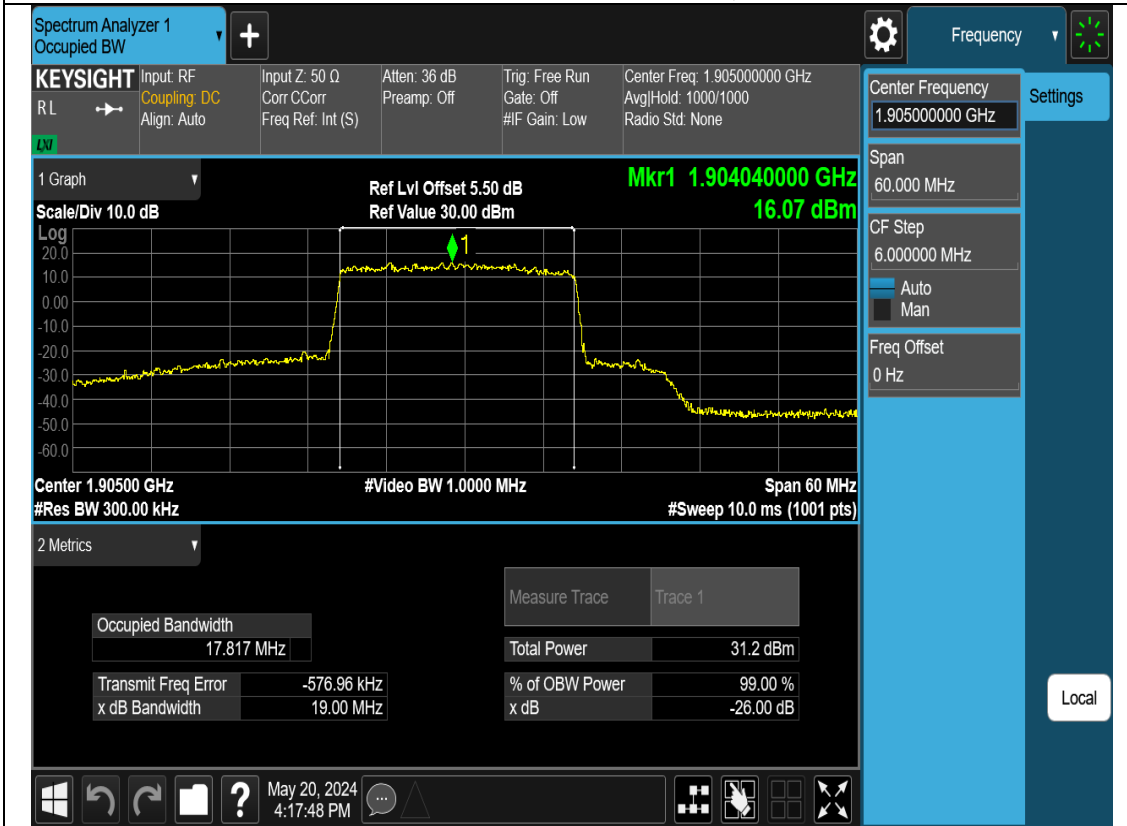 Spectrum Analyzer 1
Occupied BW
Frequency
KEYSIGHT
R L
LXI
Input: RF
Coupling: DC
Align: Auto
Input Z: 50 Ω
Corr CCorr
Freq Ref: Int (S)
Atten: 36 dB
Preamp: Off
Trig: Free Run
Gate: Off
#IF Gain: Low
Center Freq: 1.905000000 GHz
Avg|Hold: 1000/1000
Radio Std: None
Center Frequency
1.905000000 GHz
Settings
Span
60.000 MHz
CF Step
6.000000 MHz
Auto
Man
Freq Offset
0 Hz
Local
1 Graph
Scale/Div 10.0 dB
Ref Lvl Offset 5.50 dB
Ref Value 30.00 dBm
Mkr1 1.904040000 GHz
16.07 dBm
Log
1
20.0
10.0
0.00
-10.0
-20.0
-30.0
-40.0
-50.0
-60.0
Center 1.90500 GHz
#Video BW 1.0000 MHz
Span 60 MHz
#Res BW 300.00 kHz
#Sweep 10.0 ms (1001 pts)
2 Metrics
Measure Trace Trace 1
Occupied Bandwidth
17.817 MHz
Total Power 31.2 dBm
Transmit Freq Error -576.96 kHz
% of OBW Power 99.00 %
x dB Bandwidth 19.00 MHz
x dB -26.00 dB
?
May 20, 2024
4:17:48 PM